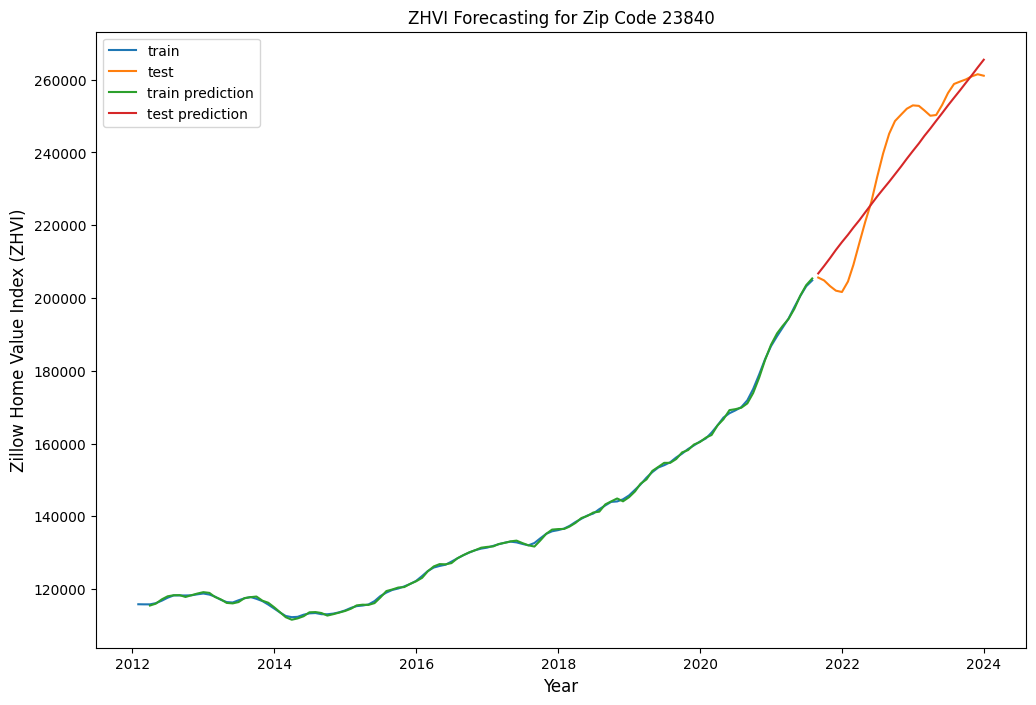 ZHVI Forecasting for Zip Code 23840
train
test
train prediction
test prediction
260000
240000
220000
200000
180000
160000
140000
120000
Zillow Home Value Index (ZHVI)
2012 2014 2016 2018 2020 2022 2024
Year